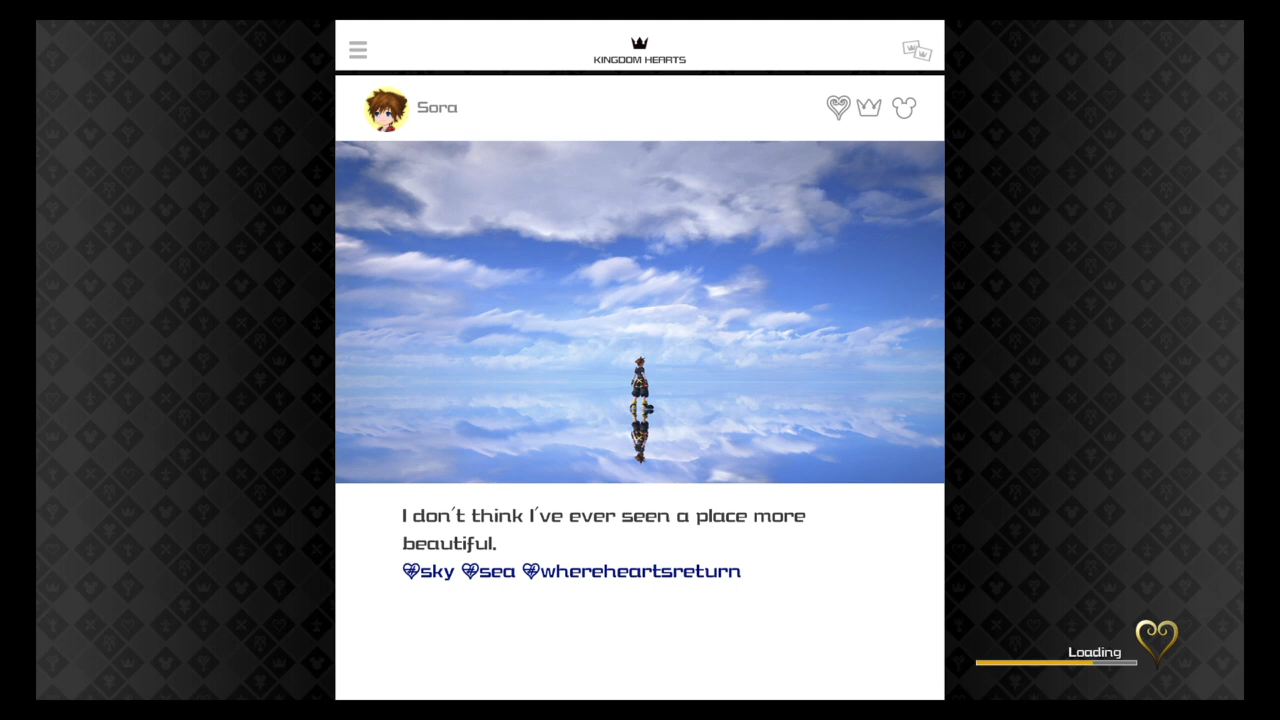 KINGDOM HEARTS
Sora
I don't think I've ever seen a place more
beautiful.
#sky #sea #whereheartsreturn
Loading